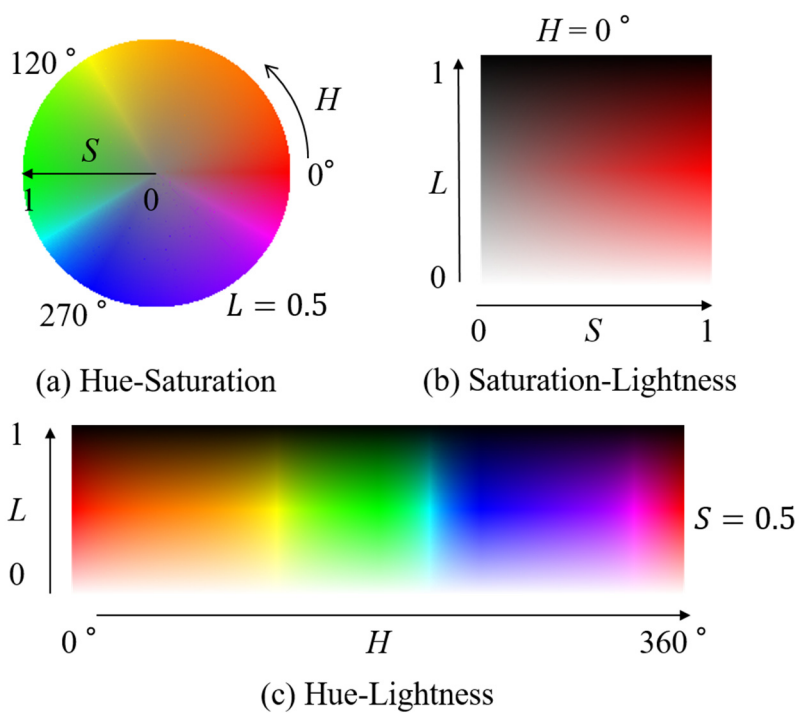 120 °
H
S
0°
1
0
270 °
L = 0.5
(a) Hue-Saturation
H = 0 °
1
L
0
0
S
1
(b) Saturation-Lightness
1
L
0
S = 0.5
0 °
H
360 °
(c) Hue-Lightness